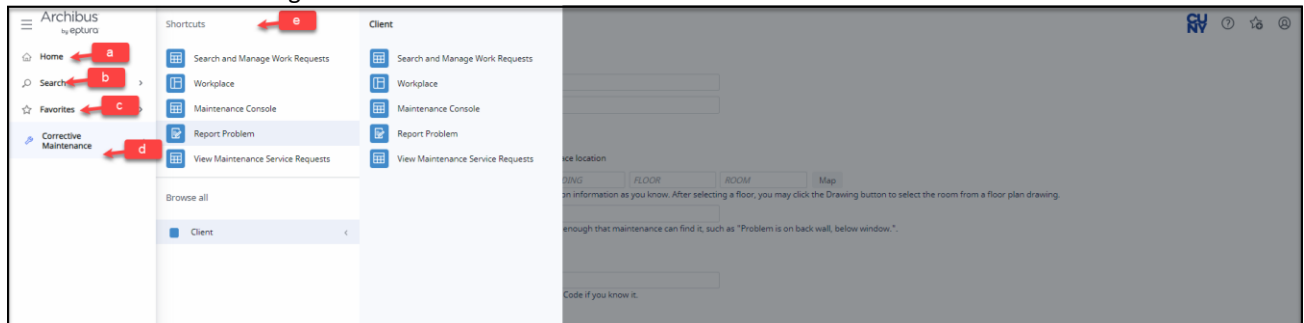 Archibus
by eptura
Home
a
Search
b
Favorites
c
Corrective
Maintenance
d
Shortcuts
e
Search and Manage Work Requests
Workplace
Maintenance Console
Report Problem
View Maintenance Service Requests
Browse all
Client
Client
Search and Manage Work Requests
Workplace
Maintenance Console
Report Problem
View Maintenance Service Requests
CUNY
location
FLOOR
ROOM
Map
on information as you know. After selecting a floor, you may click the Drawing button to select the room from a floor plan drawing.
enough that maintenance can find it, such as "Problem is on back wall, below window.".
Code if you know it.